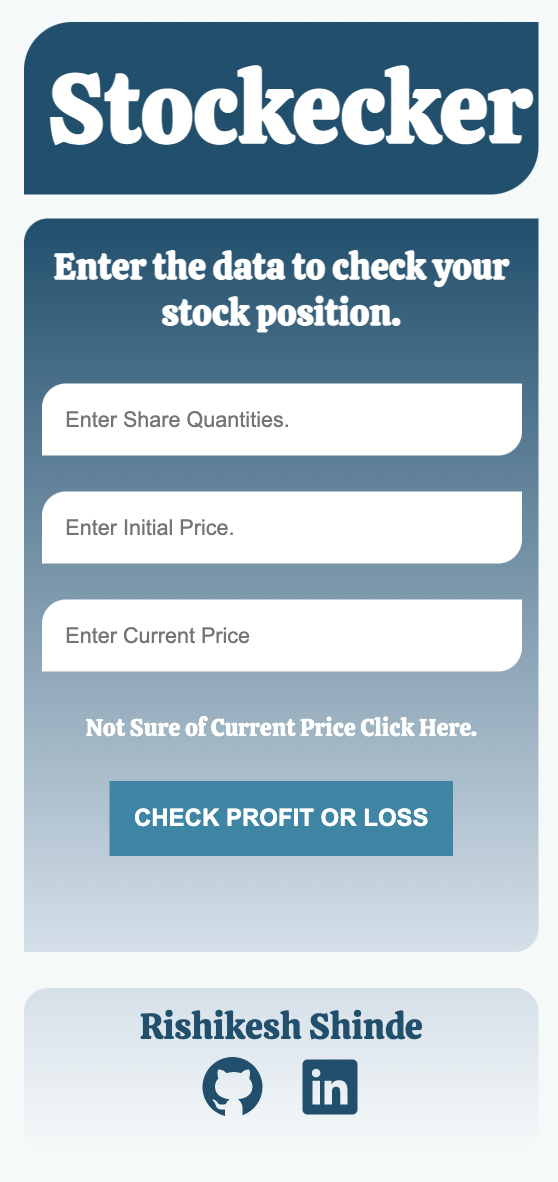 Stockecker
Enter the data to check your
stock position.
Enter Share Quantities.
Enter Initial Price.
Enter Current Price
Not Sure of Current Price Click Here.
CHECK PROFIT OR LOSS
Rishikesh Shinde
in